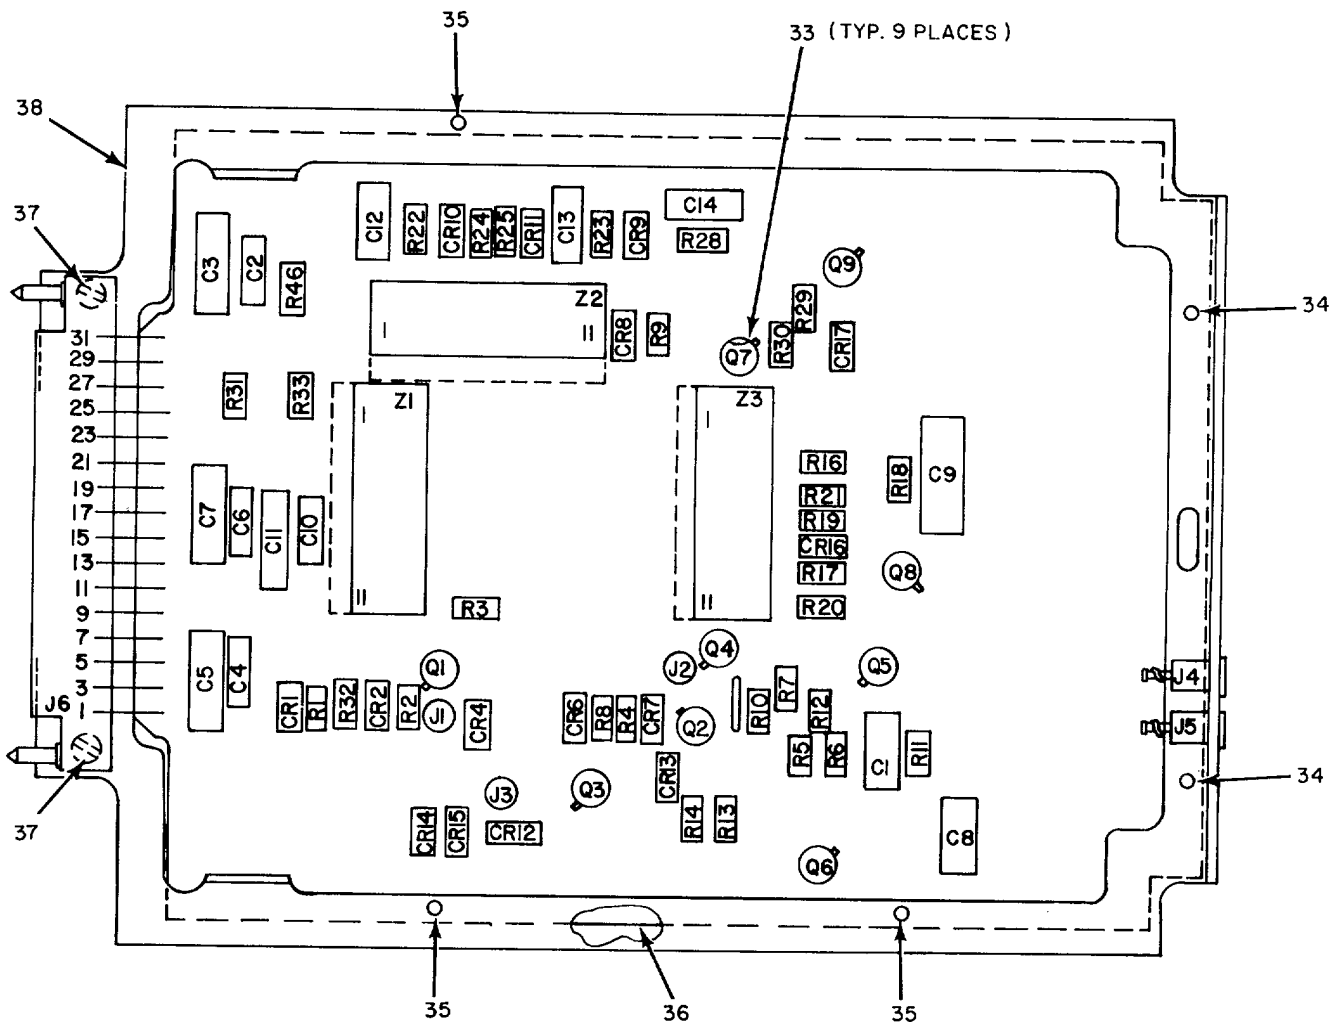 35
33 (TYP. 9 PLACES)
38
37
C12
R22
CR10
R24
R25
CR11
C13
R23
CR9
C14
R28
C3
C2
R46
Q9
34
Z2
I
II
CR8
R9
Q7
R30
R29
CR17
31
29
27
25
23
21
19
17
15
13
11
9
7
5
3
1
J6
R31
R33
Z1
I
II
Z3
I
II
R16
R21
R19
CR16
R17
R20
R18
C9
Q8
C7
C6
C11
C10
R3
C5
C4
Q1
J1
J2
Q4
Q5
J4
J5
CR1
R1
R32
CR2
R2
CR4
CR6
R8
R4
CR7
Q2
R10
R7
R12
R5
R6
C1
R11
34
37
J3
Q3
CR13
R14
R13
CR14
CR15
CR12
Q6
C8
35
36
35